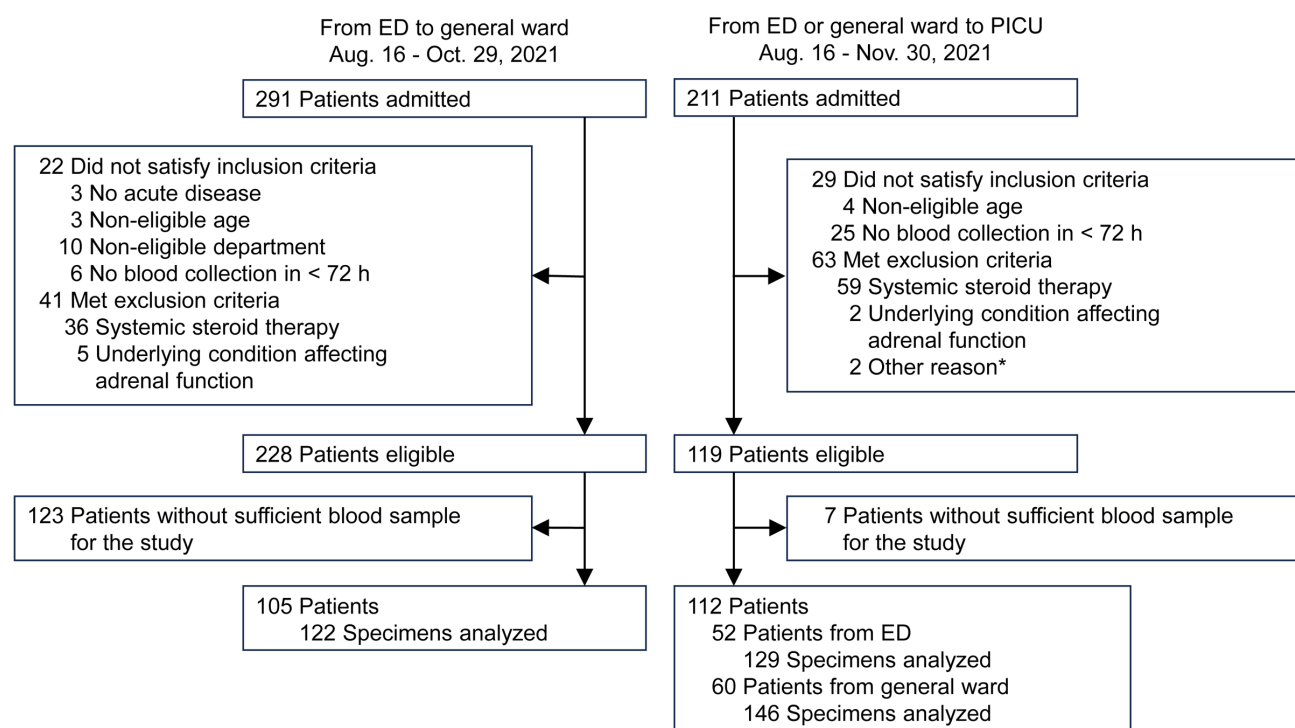 From ED to general ward
Aug. 16 - Oct. 29, 2021
291 Patients admitted
22 Did not satisfy inclusion criteria
3 No acute disease
3 Non-eligible age
10 Non-eligible department
6 No blood collection in < 72 h
41 Met exclusion criteria
36 Systemic steroid therapy
5 Underlying condition affecting
adrenal function
228 Patients eligible
123 Patients without sufficient blood sample
for the study
105 Patients
122 Specimens analyzed
From ED or general ward to PICU
Aug. 16 - Nov. 30, 2021
211 Patients admitted
29 Did not satisfy inclusion criteria
4 Non-eligible age
25 No blood collection in < 72 h
63 Met exclusion criteria
59 Systemic steroid therapy
2 Underlying condition affecting
adrenal function
2 Other reason*
119 Patients eligible
7 Patients without sufficient blood sample
for the study
112 Patients
52 Patients from ED
129 Specimens analyzed
60 Patients from general ward
146 Specimens analyzed